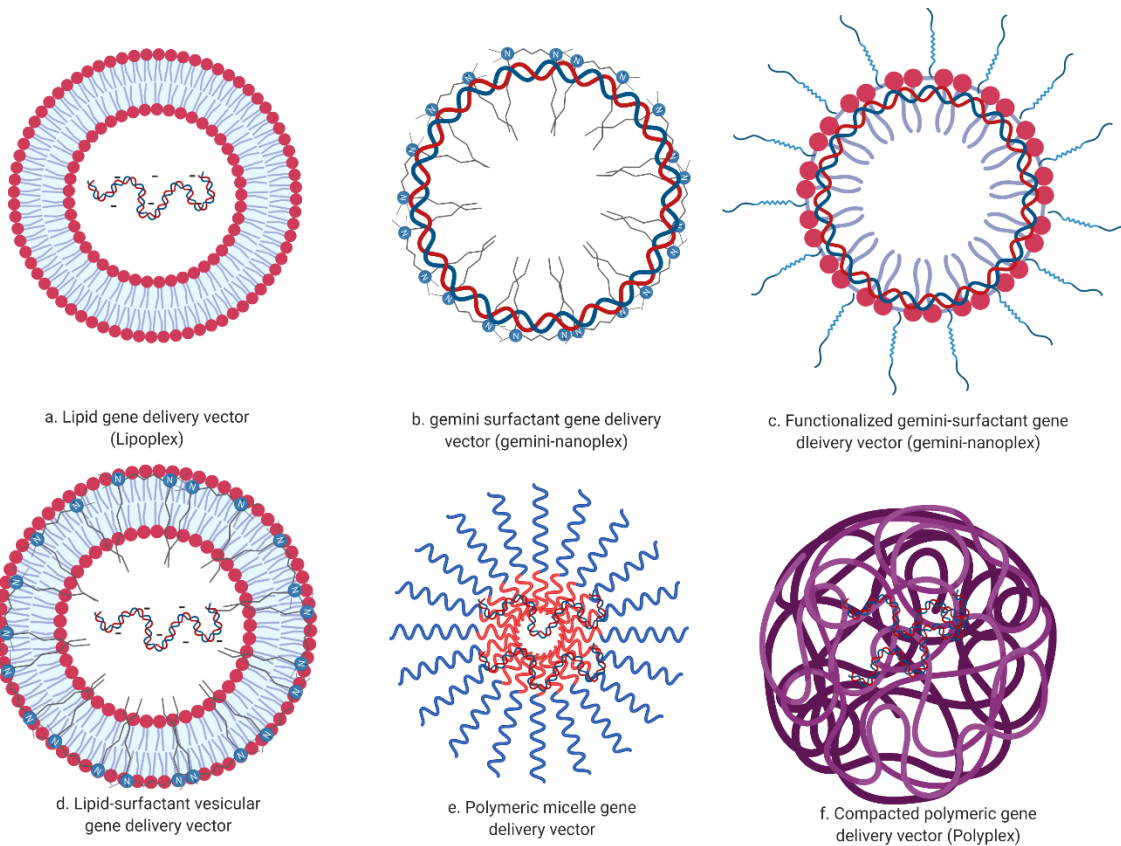 a. Lipid gene delivery vector
(Lipoplex)
b. gemini surfactant gene delivery
vector (gemini-nanoplex)
c. Functionalized gemini-surfactant gene
dleivery vector (gemini-nanoplex)
d. Lipid-surfactant vesicular
gene delivery vector
e. Polymeric micelle gene
delivery vector
f. Compacted polymeric gene
delivery vector (Polyplex)